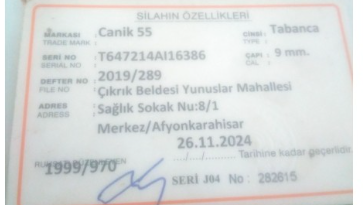 SİLAHIN ÖZELLİKLERİ
MARKASI : Canik 55 CİNSİ : Tabanca
TRADE MARK TYPE
SERİ NO : T647214AI16386 ÇAPI : 9 mm.
SERIAL NO CAL
DEFTER NO : 2019/289
FILE NO
Çıkrık Beldesi Yunuslar Mahallesi
ADRES : Sağlık Sokak No:8/1
ADRESS
Merkez/Afyonkarahisar
26.11.2024
Tarihine kadar geçerlidir.
1999/970
SERİ J04 No : 282615